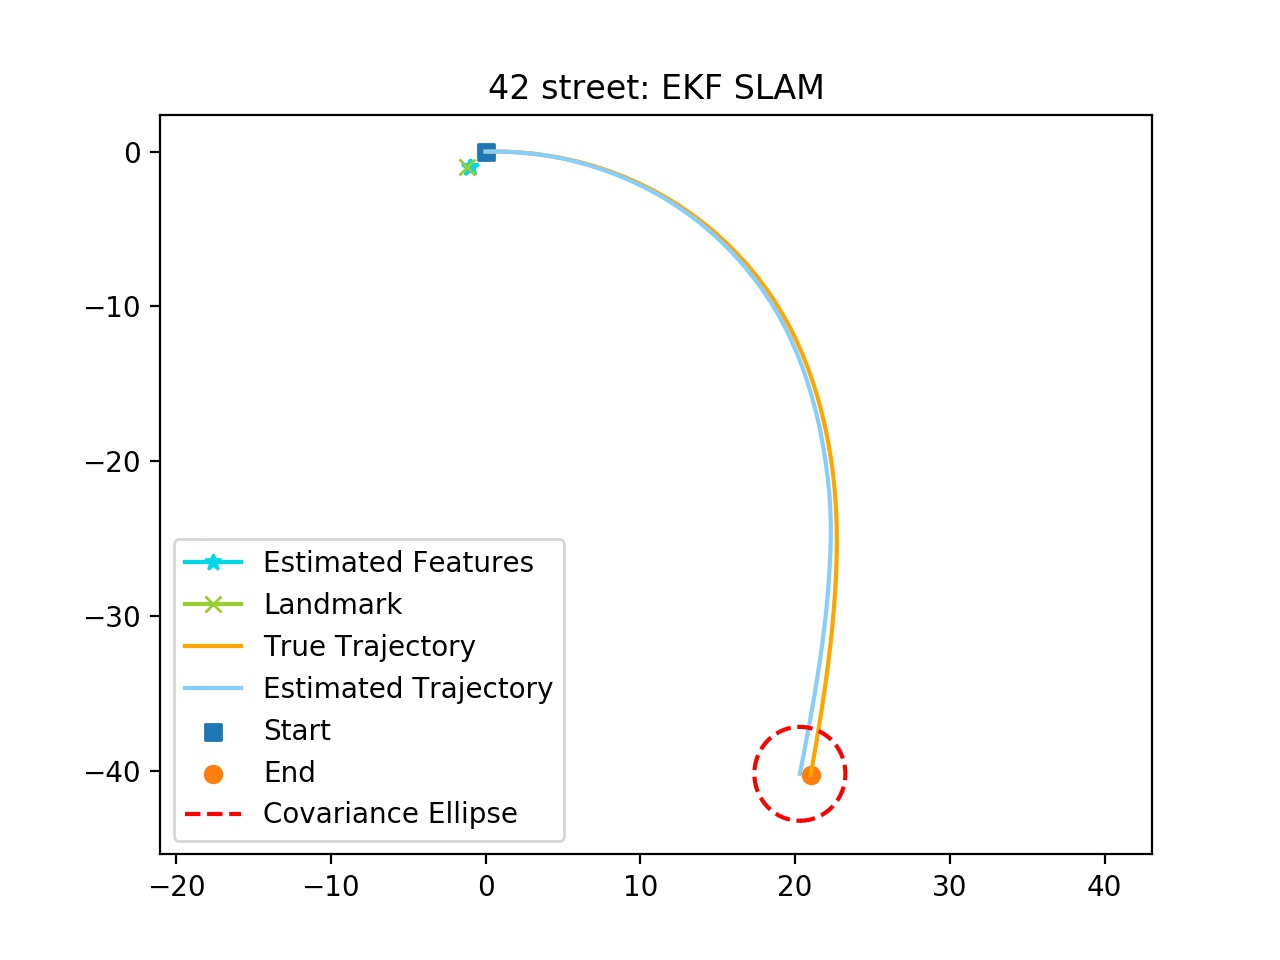 42 street: EKF SLAM
0
−10
−20
−30
−40
Estimated Features
Landmark
True Trajectory
Estimated Trajectory
Start
End
Covariance Ellipse
−20 −10 0 10 20 30 40